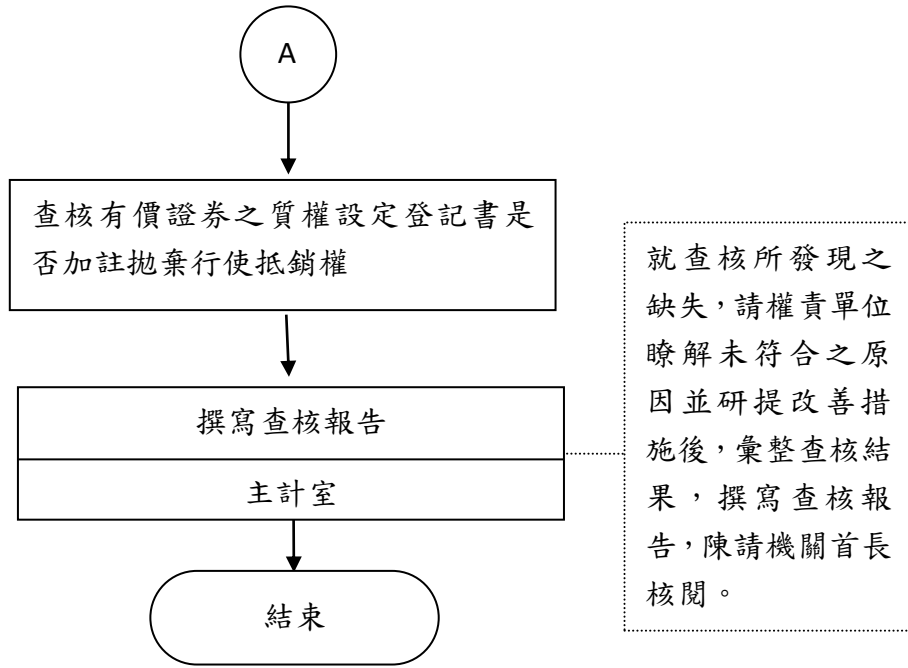 A
查核有價證券之質權設定登記書是
否加註拋棄行使抵銷權
撰寫查核報告
主計室
結束
就查核所發現之
缺失，請權責單位
瞭解未符合之原
因並研提改善措
施後，彙整查核結
果，撰寫查核報
告，陳請機關首長
核閱。